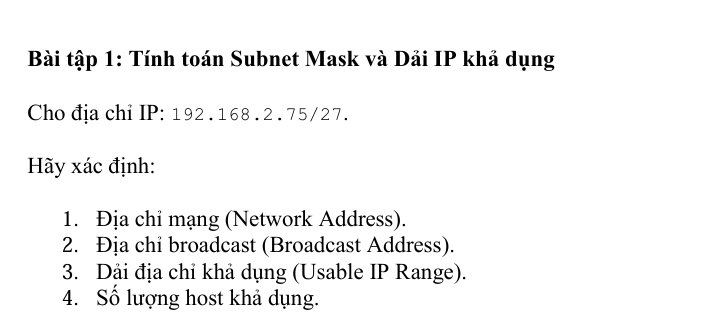 Bài tập 1: Tính toán Subnet Mask và Dải IP khả dụng
Cho địa chỉ IP: 192.168.2.75/27.
Hãy xác định:
1. Địa chỉ mạng (Network Address).
2. Địa chỉ broadcast (Broadcast Address).
3. Dải địa chỉ khả dụng (Usable IP Range).
4. Số lượng host khả dụng.